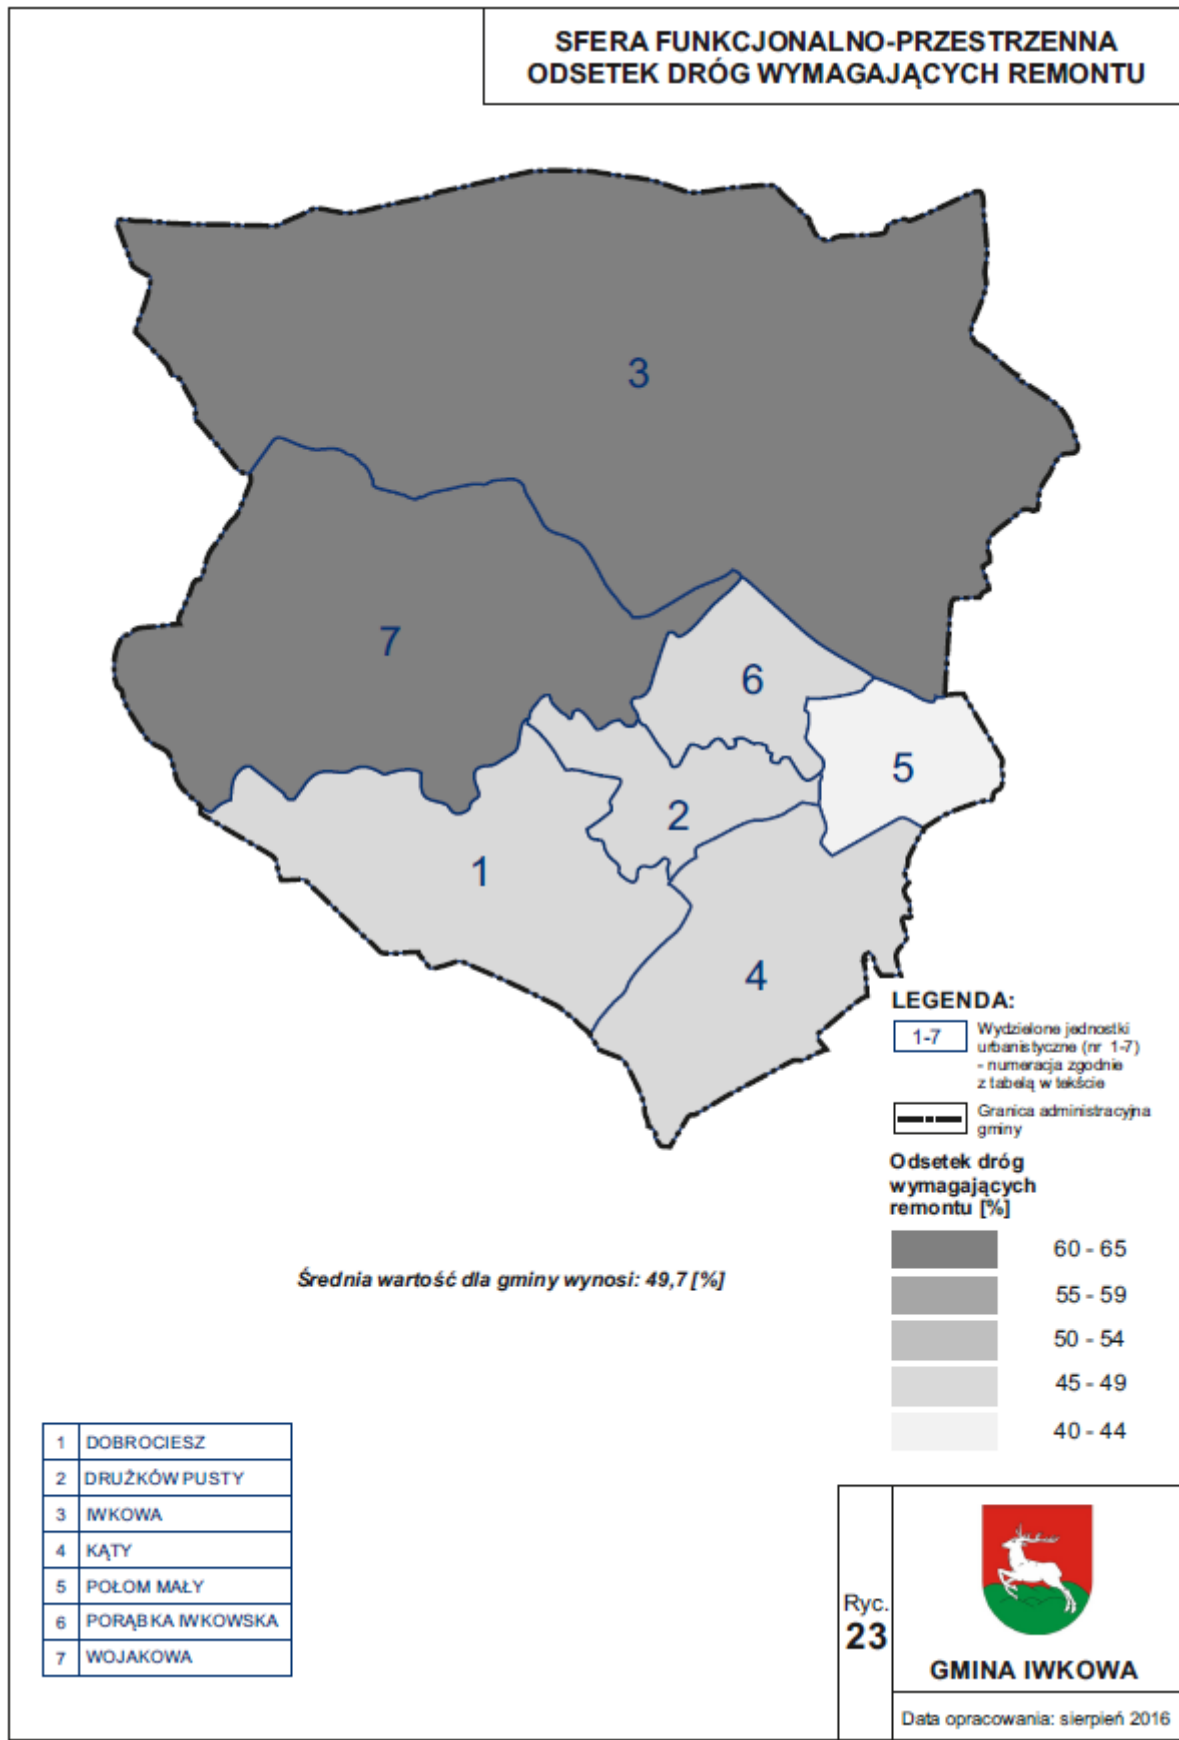 SFERA FUNKCJONALNO-PRZESTRZENNA
ODSETEK DRÓG WYMAGAJĄCYCH REMONTU
3
7
6
5
2
1
4
LEGENDA:
1-7
Wydzielone jednostki
urbanistyczne (nr 1-7)
- numeracja zgodnie
z tabelą w tekście
Granica administracyjna
gminy
Odsetek dróg
wymagających
remontu [%]
60 - 65
55 - 59
50 - 54
45 - 49
40 - 44
Średnia wartość dla gminy wynosi: 49,7 [%]
1 DOBROCIESZ
2 DRUŻKÓW PUSTY
3 IWKOWA
4 KĄTY
5 POŁOM MAŁY
6 PORĄBKA IWKOWSKA
7 WOJAKOWA
Ryc.
23
GMINA IWKOWA
Data opracowania: sierpień 2016